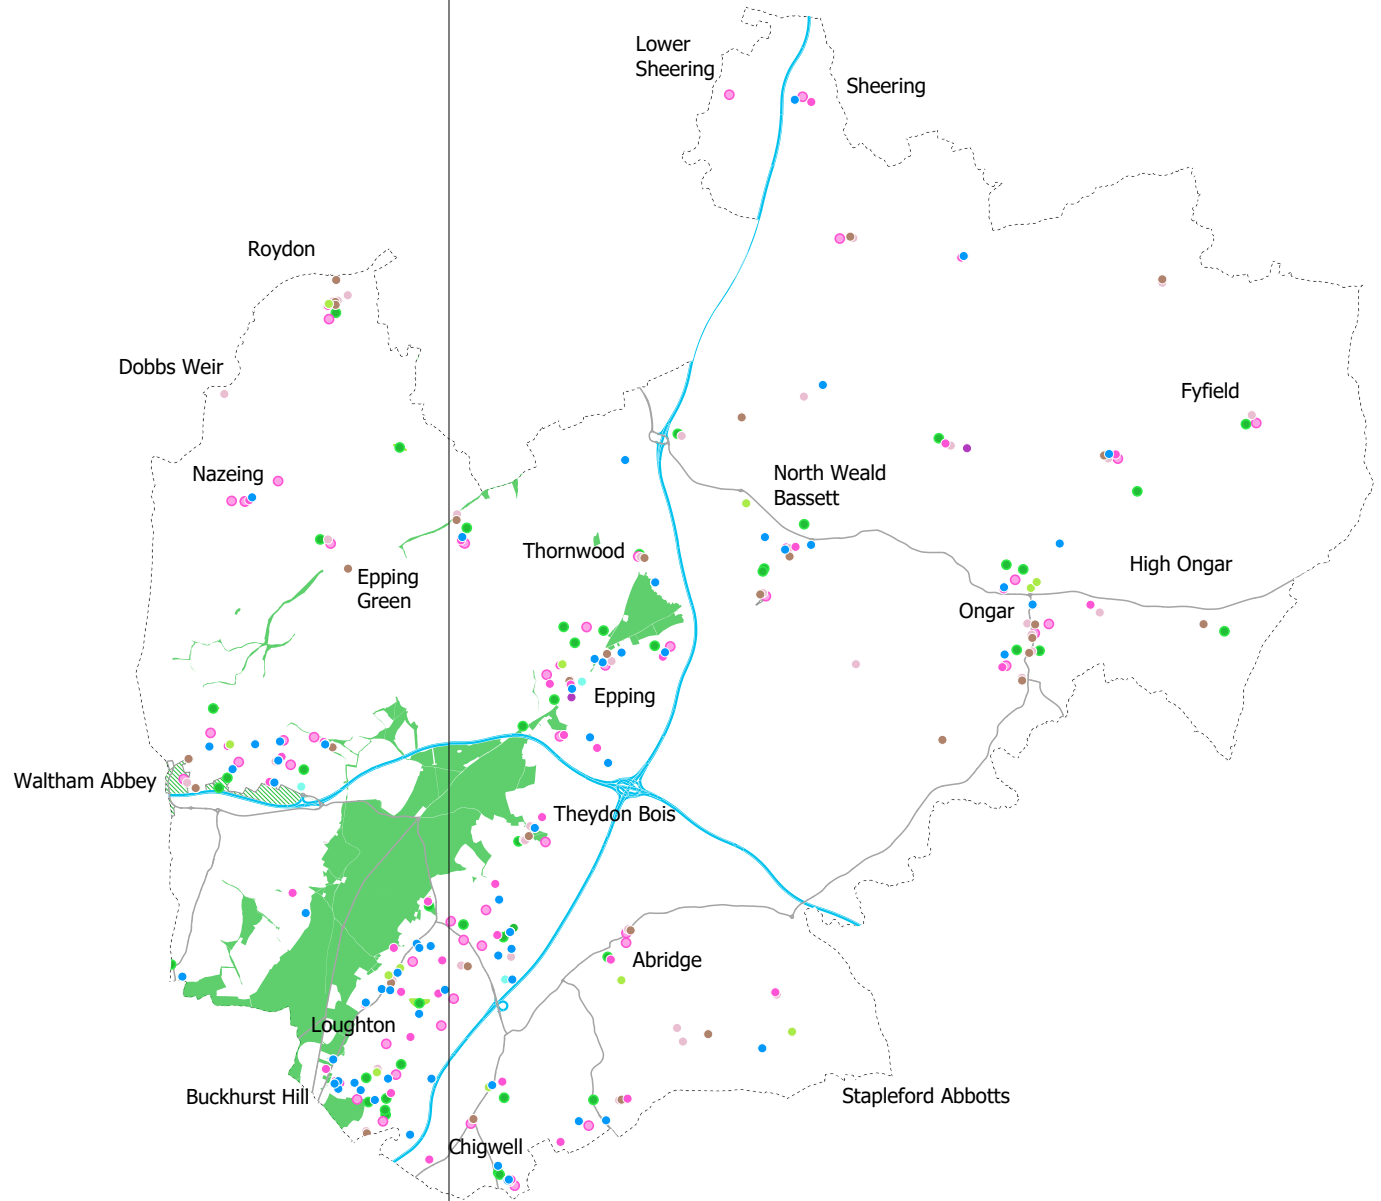 Lower
Sheering
Sheering
Roydon
Dobbs Weir
Fyfield
Nazeing
North Weald
Bassett
Thornwood
High Ongar
Epping
Green
Ongar
Epping
Waltham Abbey
Theydon Bois
Abridge
Loughton
Buckhurst Hill
Stapleford Abbotts
Chigwell